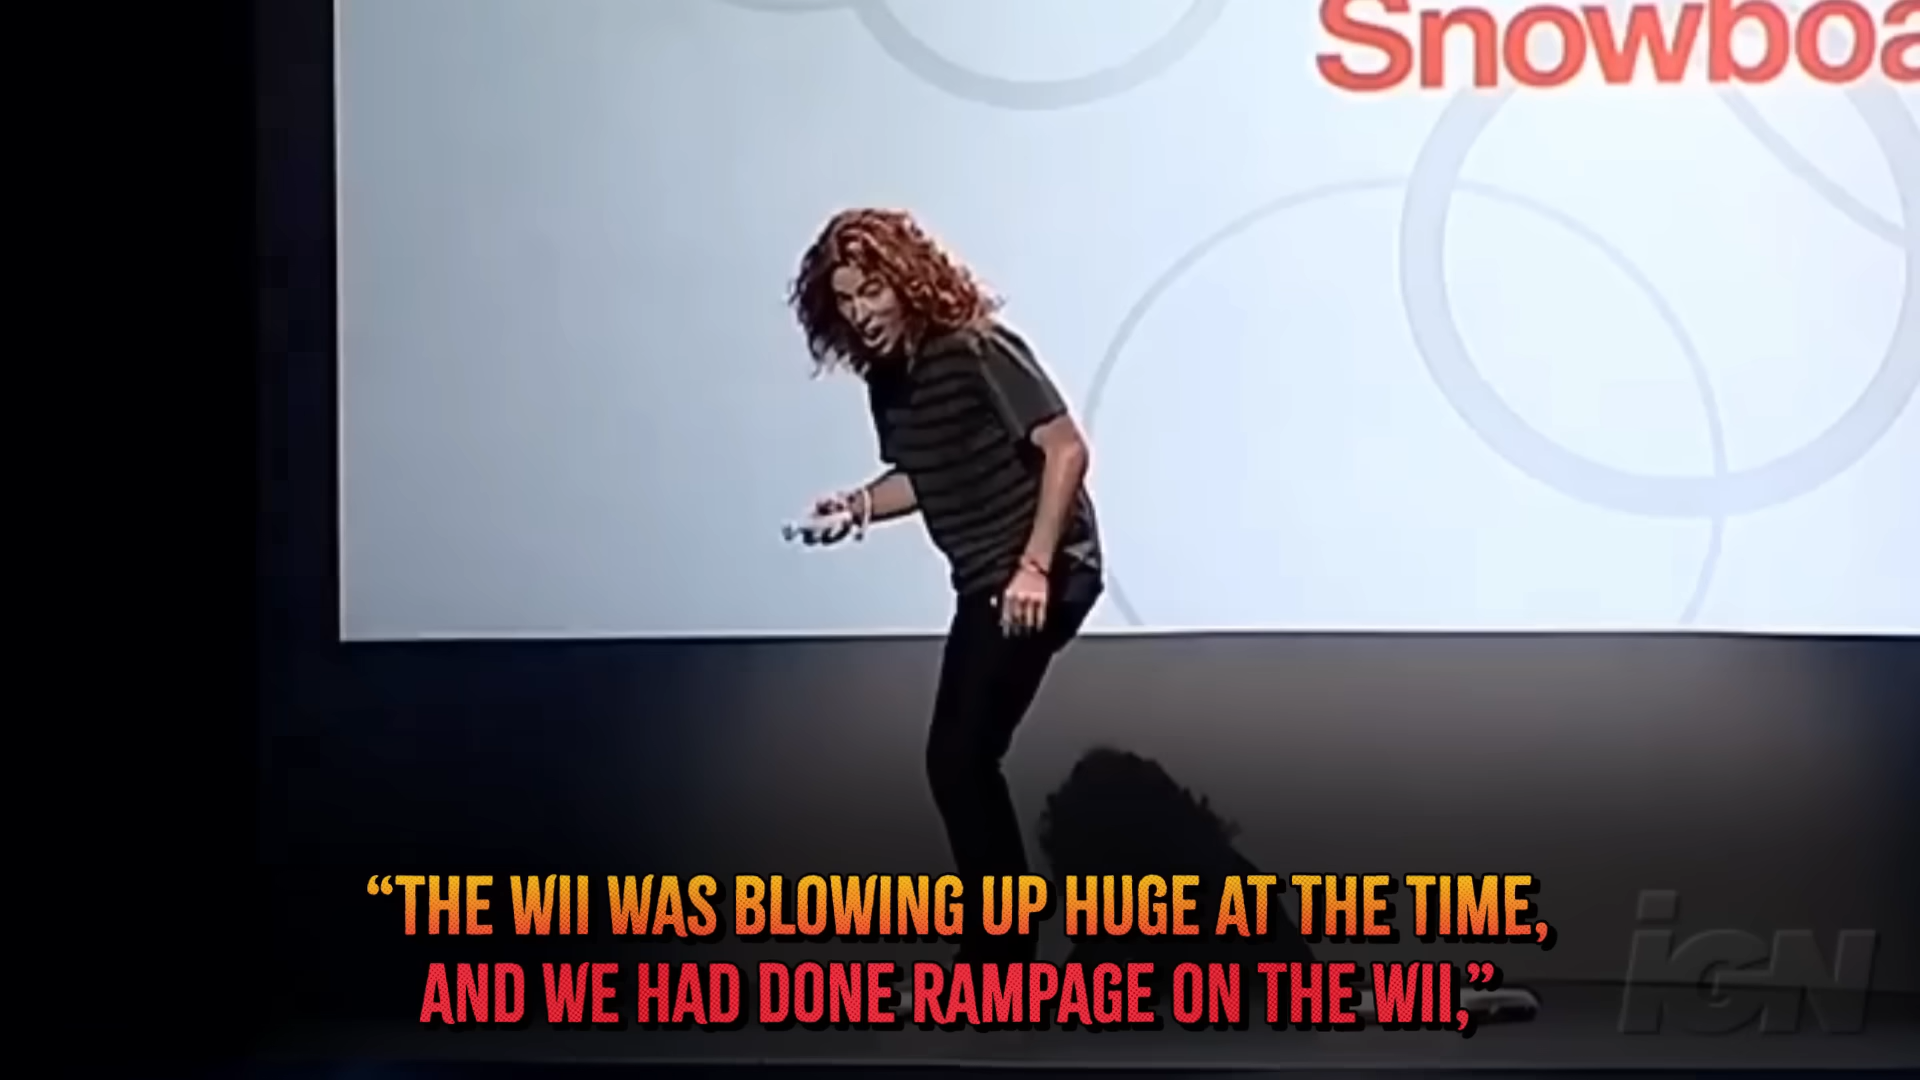 Snowboa
“THE WII WAS BLOWING UP HUGE AT THE TIME,
AND WE HAD DONE RAMPAGE ON THE WII,”
iGN